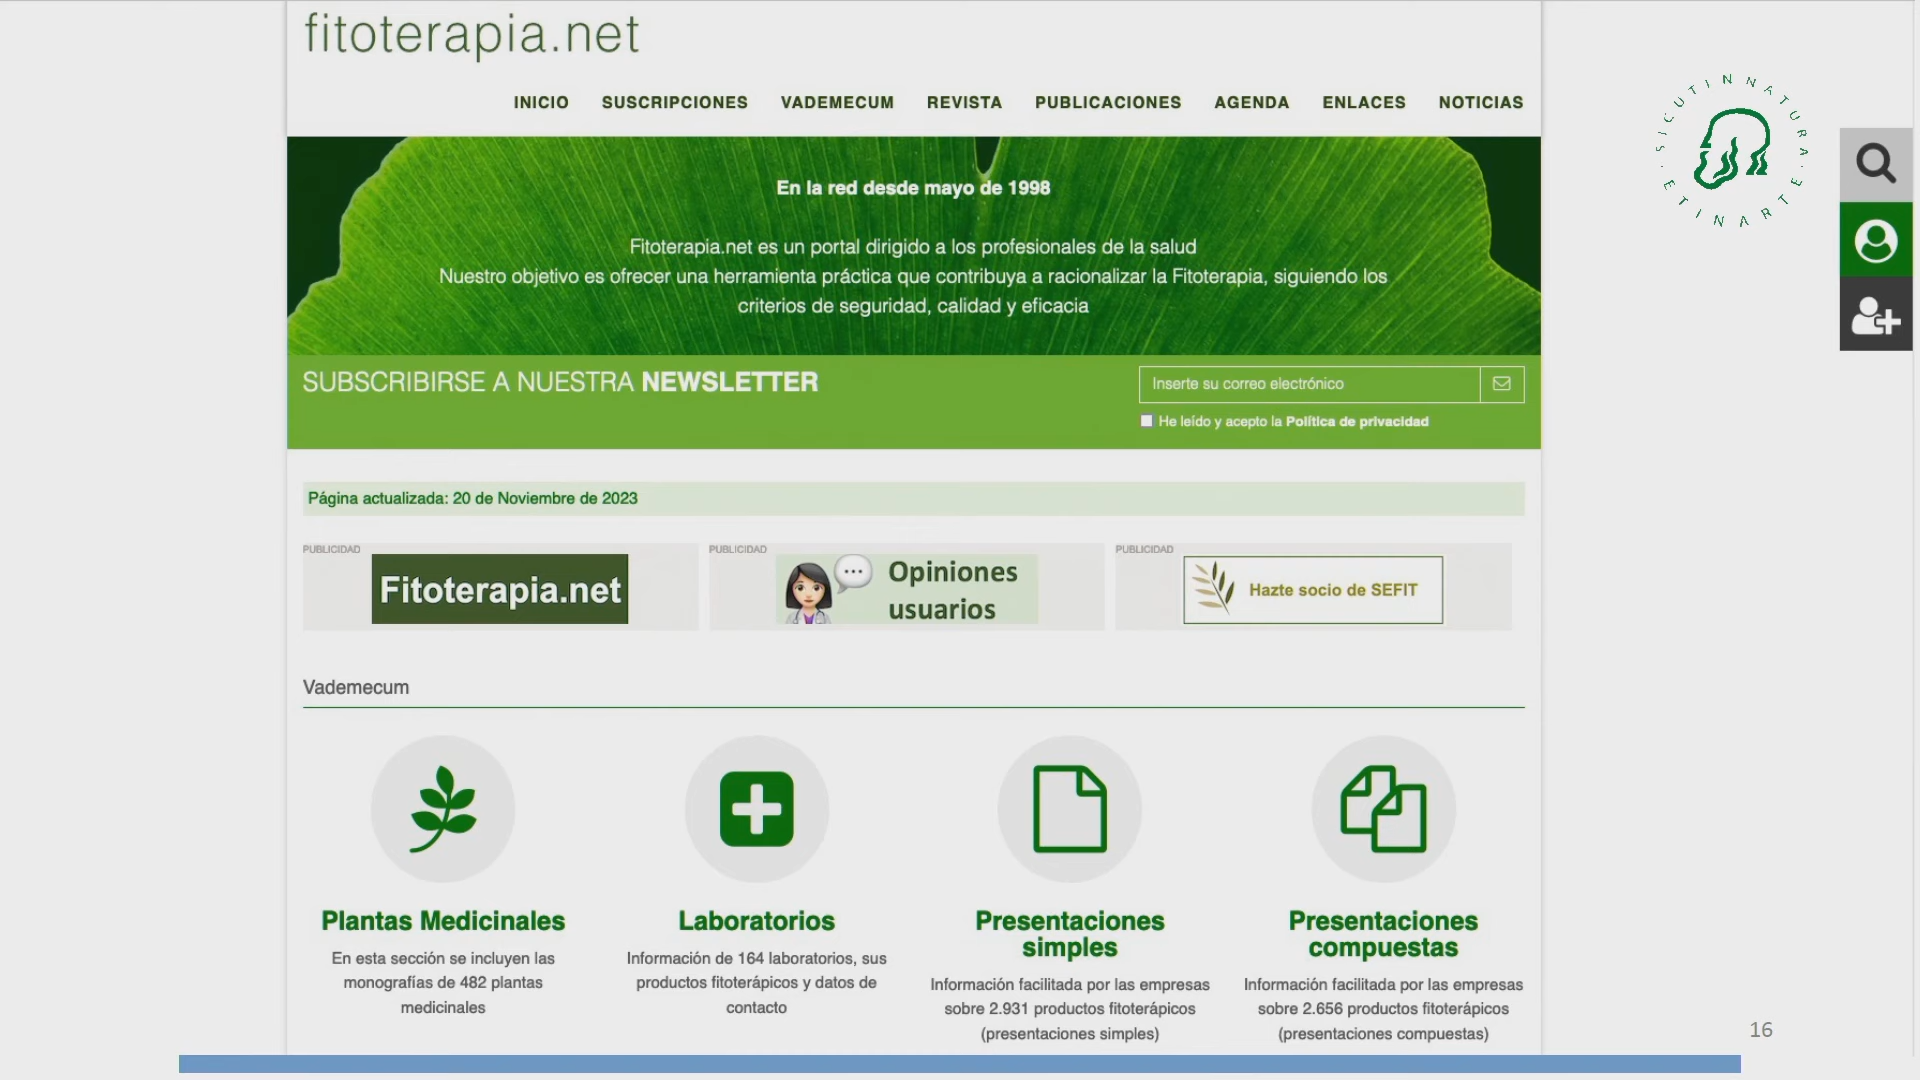 fitoterapia.net
INICIO SUSCRIPCIONES VADEMECUM REVISTA PUBLICACIONES AGENDA ENLACES NOTICIAS
SICUT IN NATURA ET IN ARTE
En la red desde mayo de 1998
Fitoterapia.net es un portal dirigido a los profesionales de la salud
Nuestro objetivo es ofrecer una herramienta práctica que contribuya a racionalizar la Fitoterapia, siguiendo los
criterios de seguridad, calidad y eficacia
SUBSCRIBIRSE A NUESTRA NEWSLETTER
Inserte su correo electrónico
He leído y acepto la Política de privacidad
Página actualizada: 20 de Noviembre de 2023
PUBLICIDAD
Fitoterapia.net
PUBLICIDAD
Opiniones
usuarios
PUBLICIDAD
Hazte socio de SEFIT
Vademecum
Plantas Medicinales
En esta sección se incluyen las
monografías de 482 plantas
medicinales
Laboratorios
Información de 164 laboratorios, sus
productos fitoterápicos y datos de
contacto
Presentaciones
simples
Información facilitada por las empresas
sobre 2.931 productos fitoterápicos
(presentaciones simples)
Presentaciones
compuestas
Información facilitada por las empresas
sobre 2.656 productos fitoterápicos
(presentaciones compuestas)
16